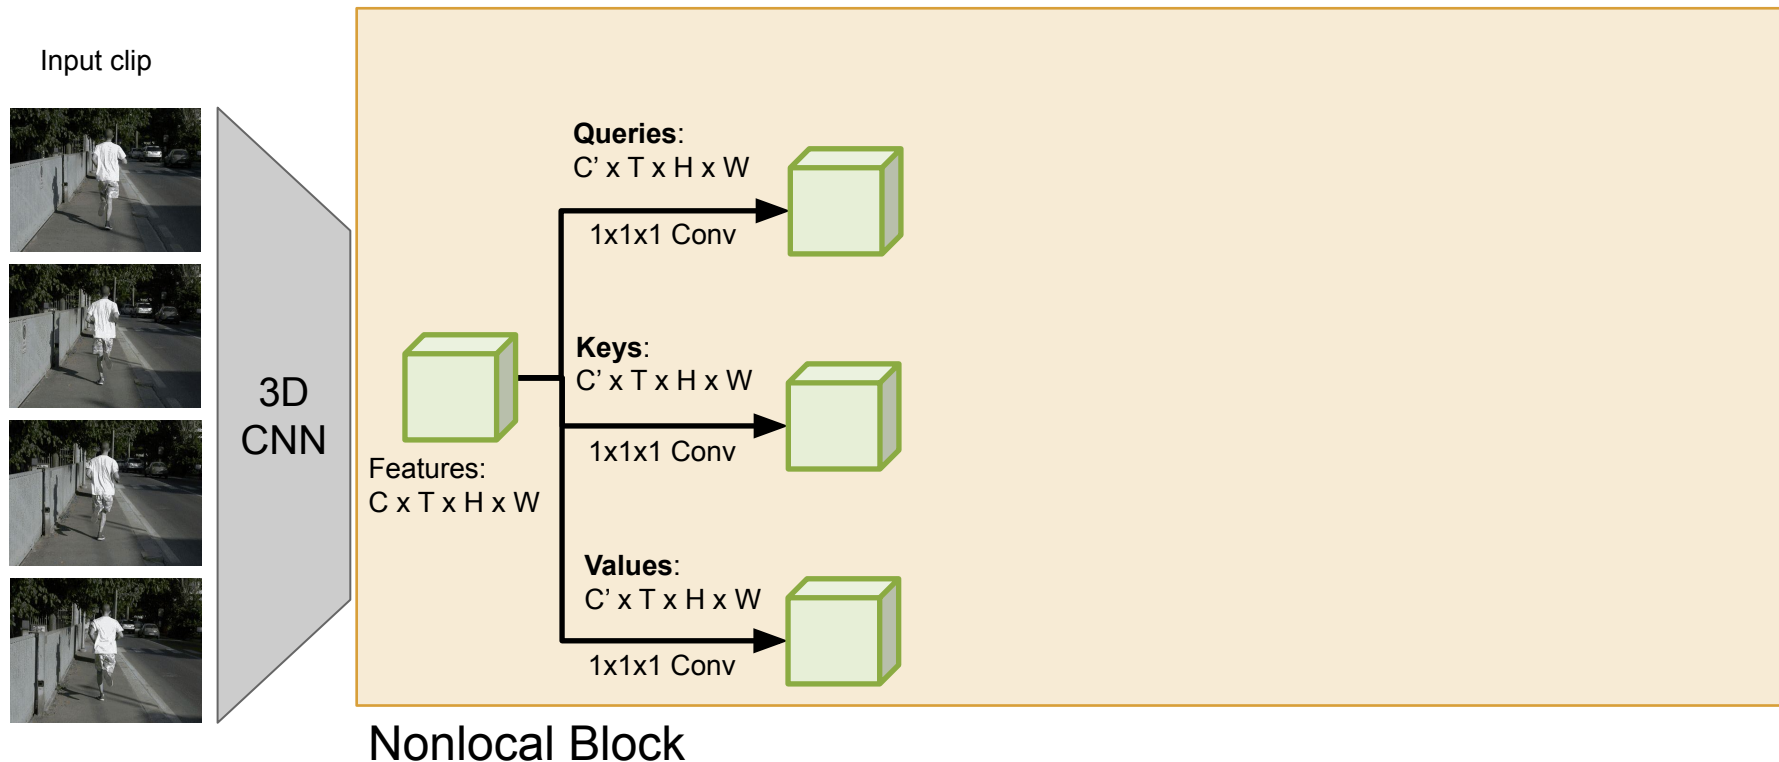 Input clip
3D
CNN
Features:
C x T x H x W
Queries:
C’ x T x H x W
1x1x1 Conv
Keys:
C’ x T x H x W
1x1x1 Conv
Values:
C’ x T x H x W
1x1x1 Conv
Nonlocal Block